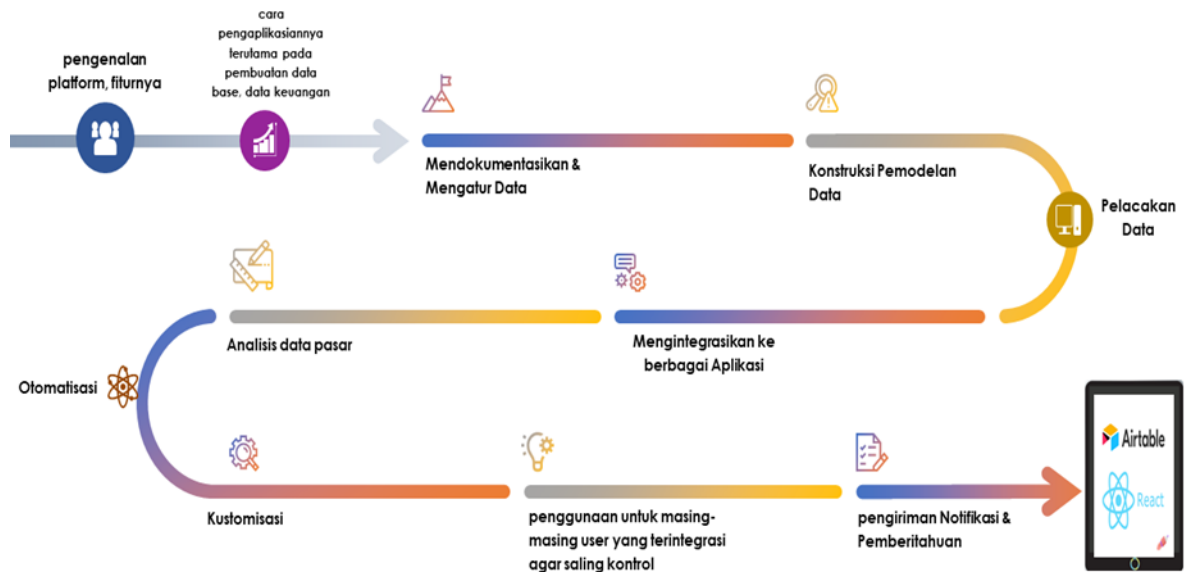 cara
pengaplikasiannya
terutama pada
pembuatan data
base, data keuangan
pengenalan
platform, fiturnya
Mendokumentasikan &
Mengatur Data
Konstruksi Pemodelan
Data
Pelacakan
Data
Mengintegrasikan ke
berbagai Aplikasi
Analisis data pasar
Otomatisasi
Kustomisasi
penggunaan untuk masing-
masing user yang terintegrasi
agar saling kontrol
pengiriman Notifikasi &
Pemberitahuan
Airtable
React